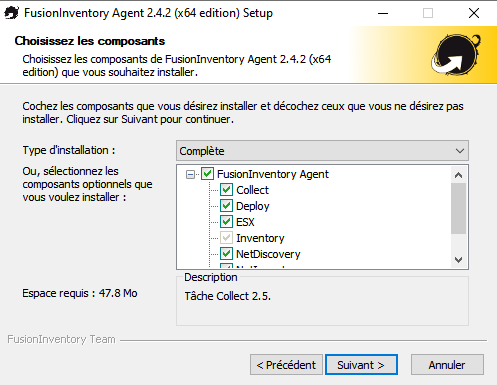 FusionInventory Agent 2.4.2 (x64 edition) Setup
Choisissez les composants
Choisissez les composants de FusionInventory Agent 2.4.2 (x64
edition) que vous souhaitez installer.
Cochez les composants que vous désirez installer et décochez ceux que vous ne désirez pas
installer. Cliquez sur Suivant pour continuer.
Type d'installation :
Complète
Ou, sélectionnez les
composants optionnels que
vous voulez installer :
FusionInventory Agent
Collect
Deploy
ESX
Inventory
NetDiscovery
Espace requis : 47.8 Mo
Description
Tâche Collect 2.5.
FusionInventory Team
< Précédent
Suivant >
Annuler